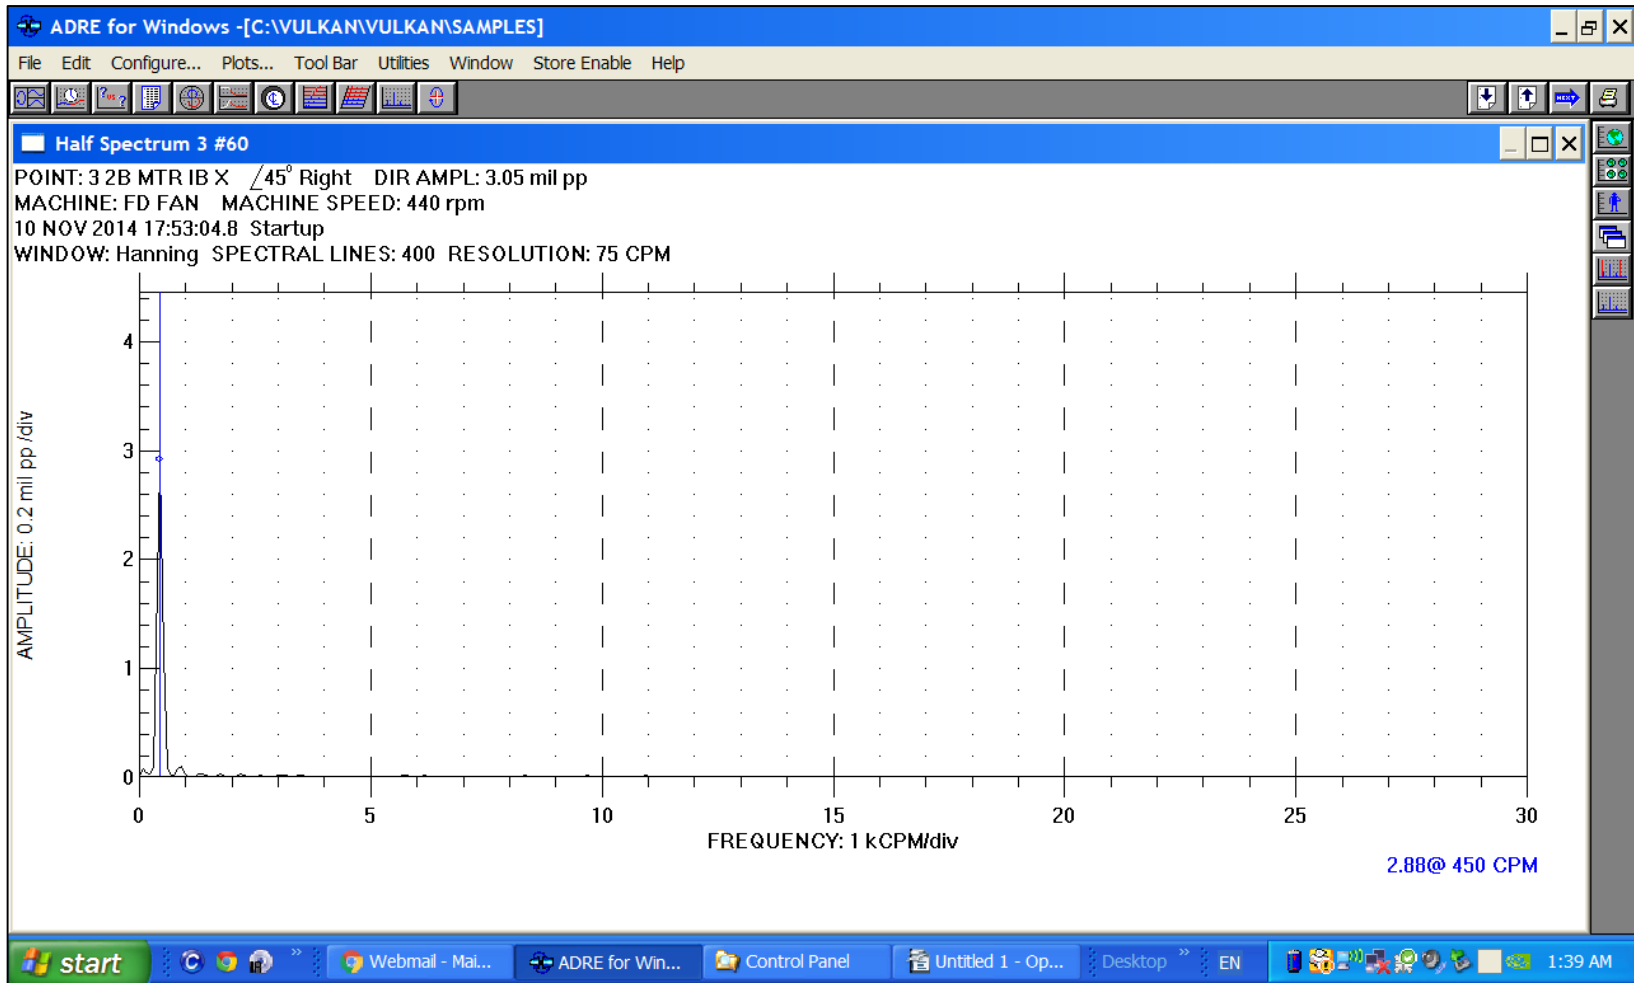 ADRE for Windows -[C:\VULKAN\VULKAN\SAMPLES]
File Edit Configure... Plots... Tool Bar Utilities Window Store Enable Help
Half Spectrum 3 #60
POINT: 3 2B MTR IB X ∠45° Right DIR AMPL: 3.05 mil pp
MACHINE: FD FAN MACHINE SPEED: 440 rpm
10 NOV 2014 17:53:04.8 Startup
WINDOW: Hanning SPECTRAL LINES: 400 RESOLUTION: 75 CPM
AMPLITUDE: 0.2 mil pp /div
4
3
2
1
0
0 5 10 15 20 25 30
FREQUENCY: 1 kCPM/div
2.88@ 450 CPM
start Webmail - Mai... ADRE for Win... Control Panel Untitled 1 - Op... Desktop » EN 1:39 AM